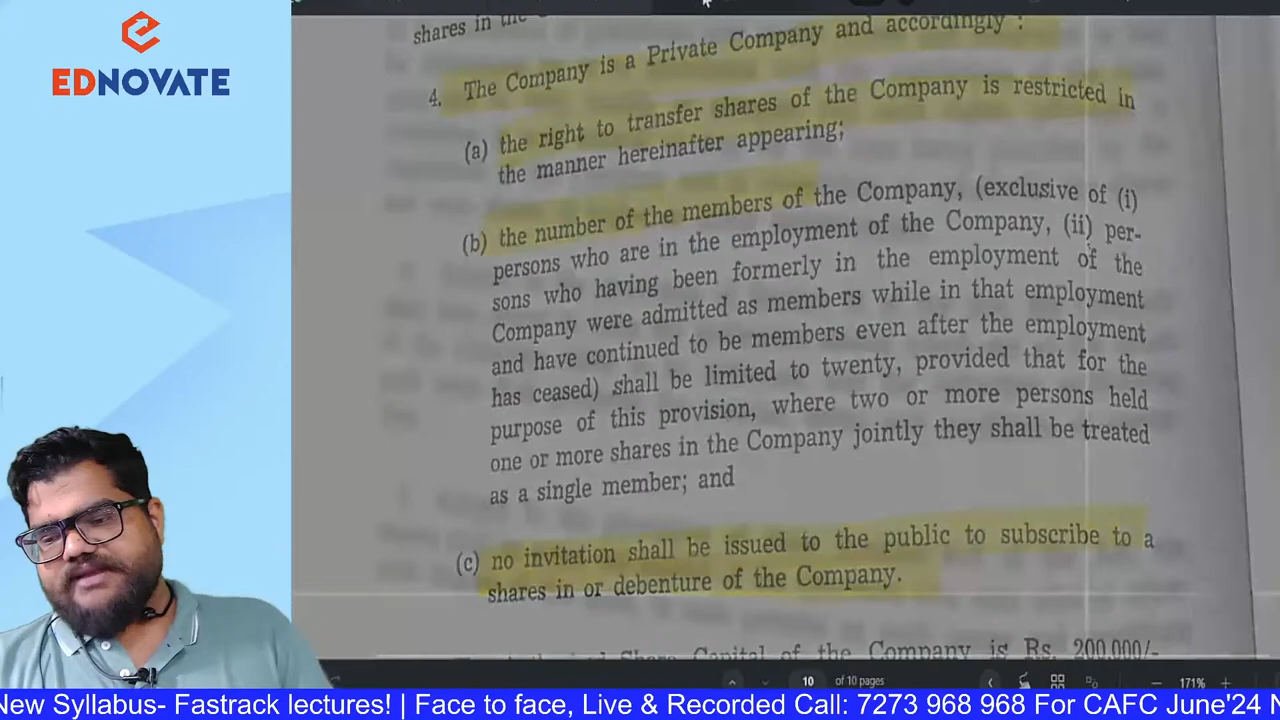 EDNOVATE
shares in the
4. The Company is a Private Company and accordingly :
(a) the right to transfer shares of the Company is restricted in
the manner hereinafter appearing;
(b) the number of the members of the Company, (exclusive of (i)
persons who are in the employment of the Company, (ii) per-
sons who having been formerly in the employment of the
Company were admitted as members while in that employment
and have continued to be members even after the employment
has ceased) shall be limited to twenty, provided that for the
purpose of this provision, where two or more persons held
one or more shares in the Company jointly they shall be treated
as a single member; and
(c) no invitation shall be issued to the public to subscribe to a
shares in or debenture of the Company.
Share Capital of the Company is Rs. 200,000/-
10 of 10 pages
171%
New Syllabus- Fastrack lectures! | Face to face, Live & Recorded Call: 7273 968 968 For CAFC June'24 N